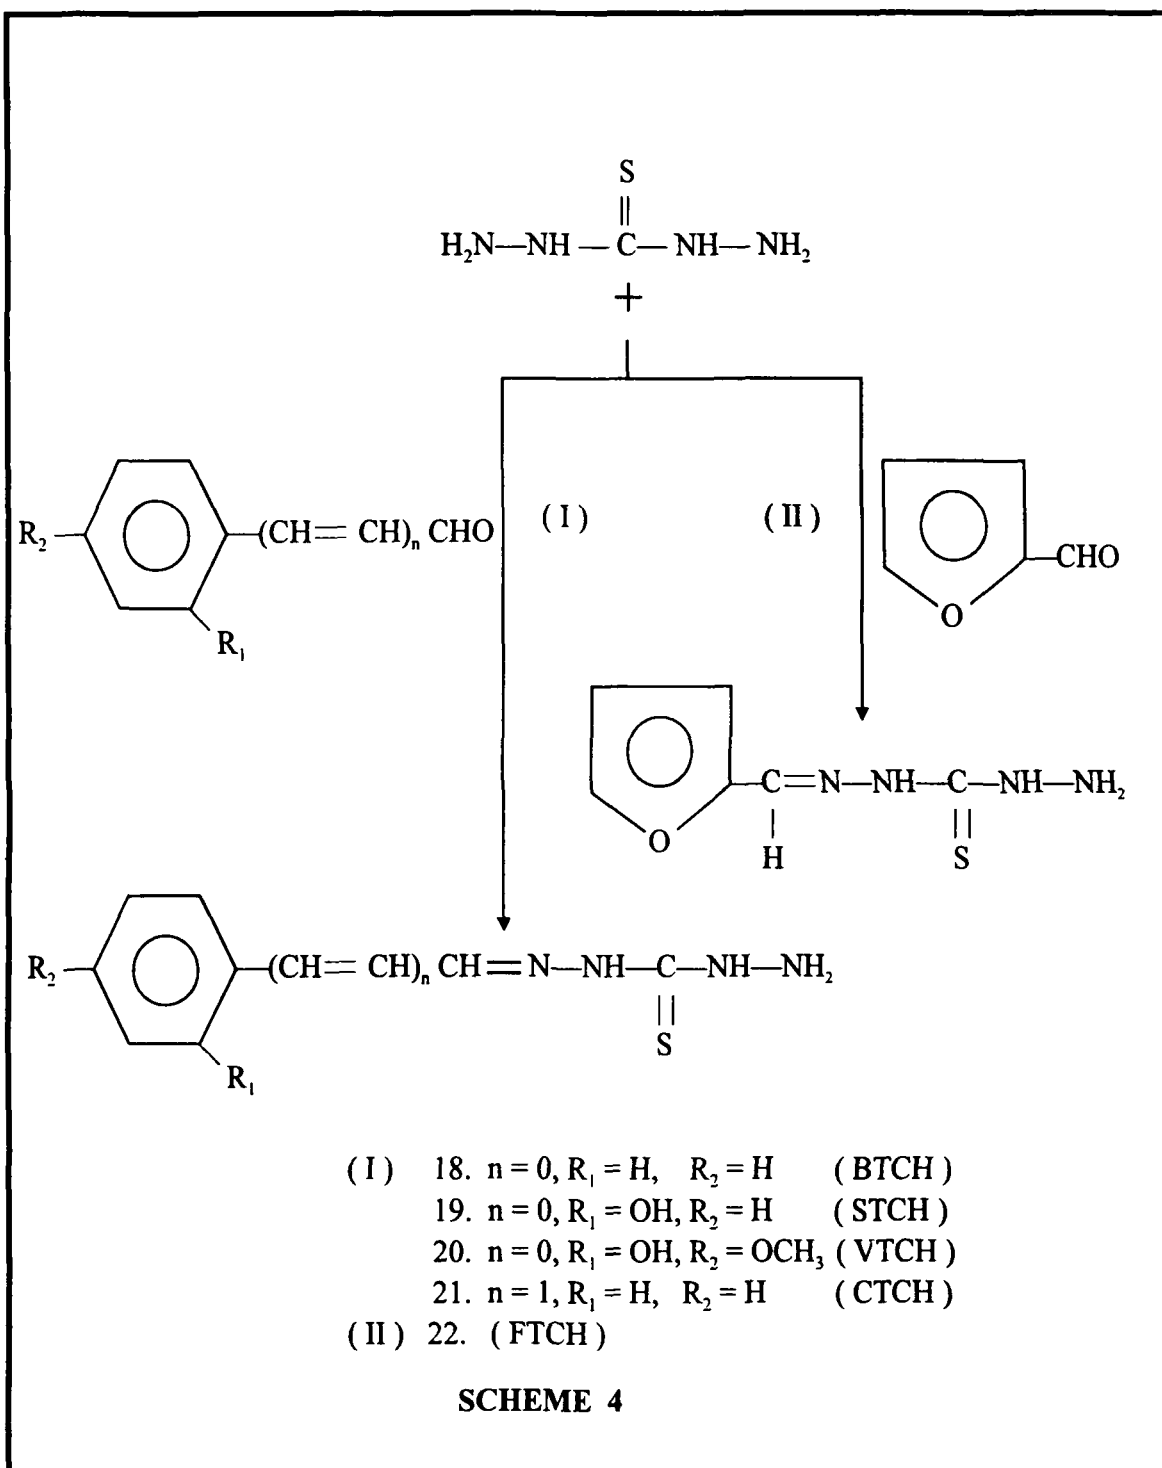 S
||
H₂N—NH—C—NH—NH₂
+
R₂ (CH=CH)ₙ CHO
R₁
(I)
(II)
CHO
O
C=N—NH—C—NH—NH₂
O H S
R₂ (CH=CH)ₙ CH=N—NH—C—NH—NH₂
S
R₁
(I) 18. n = 0, R₁ = H, R₂ = H (BTCH)
19. n = 0, R₁ = OH, R₂ = H (STCH)
20. n = 0, R₁ = OH, R₂ = OCH₃ (VTCH)
21. n = 1, R₁ = H, R₂ = H (CTCH)
(II) 22. (FTCH)
SCHEME 4